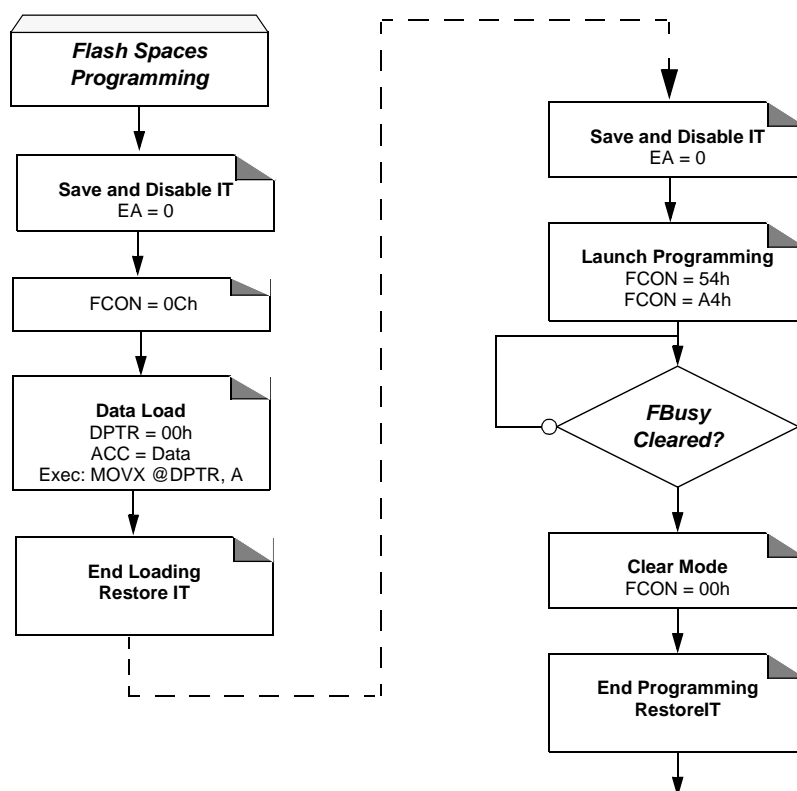 Flash Spaces
Programming
Save and Disable IT
EA = 0
FCON = 0Ch
Data Load
DPTR = 00h
ACC = Data
Exec: MOVX @DPTR, A
End Loading
Restore IT
Save and Disable IT
EA = 0
Launch Programming
FCON = 54h
FCON = A4h
FBusy
Cleared?
Clear Mode
FCON = 00h
End Programming
RestoreIT